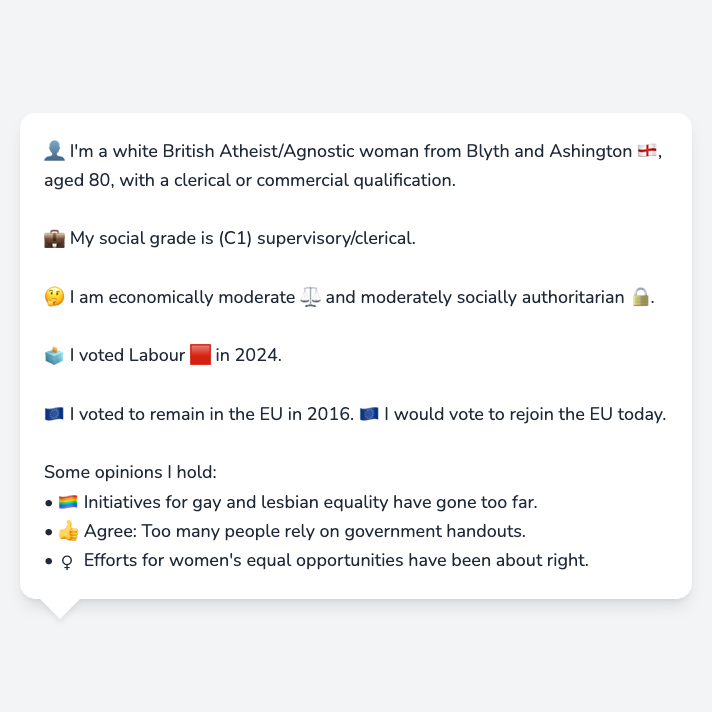 👤 I'm a white British Atheist/Agnostic woman from Blyth and Ashington 🏴󠁧󠁢󠁥󠁮󠁧󠁿,
aged 80, with a clerical or commercial qualification.
💼 My social grade is (C1) supervisory/clerical.
🤔 I am economically moderate ⚖️ and moderately socially authoritarian 🔒.
🗳️ I voted Labour 🟥 in 2024.
🇪🇺 I voted to remain in the EU in 2016. 🇪🇺 I would vote to rejoin the EU today.
Some opinions I hold:
• 🏳️‍🌈 Initiatives for gay and lesbian equality have gone too far.
• 👍 Agree: Too many people rely on government handouts.
• ♀ Efforts for women's equal opportunities have been about right.